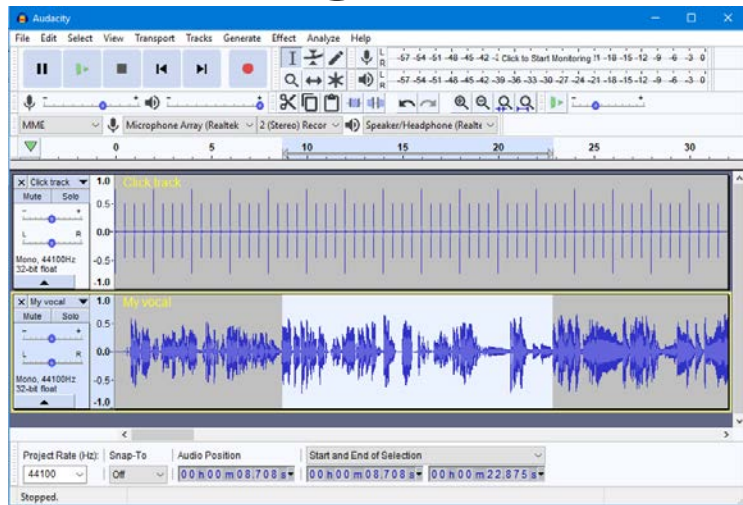 Audacity
File Edit Select View Transport Tracks Generate Effect Analyze Help
L R -57 -54 -51 -48 -45 -42 -3 Click to Start Monitoring !1 -18 -15 -12 -9 -6 -3 0
L R -57 -54 -51 -48 -45 -42 -39 -36 -33 -30 -27 -24 -21 -18 -15 -12 -9 -6 -3 0
MME Microphone Array (Realtek 2 (Stereo) Recor Speaker/Headphone (Realte
0 5 10 15 20 25 30
Click track 1.0 Click track
Mute Solo 0.5
- +
L R 0.0
Mono, 44100Hz -0.5
32-bit float
-1.0
My vocal 1.0 My vocal
Mute Solo 0.5
- +
L R 0.0
Mono, 44100Hz -0.5
32-bit float
-1.0
Project Rate (Hz): Snap-To Audio Position Start and End of Selection
44100 Off 00 h 00 m 08.708 s 00 h 00 m 08.708 s 00 h 00 m 22.875 s
Stopped.